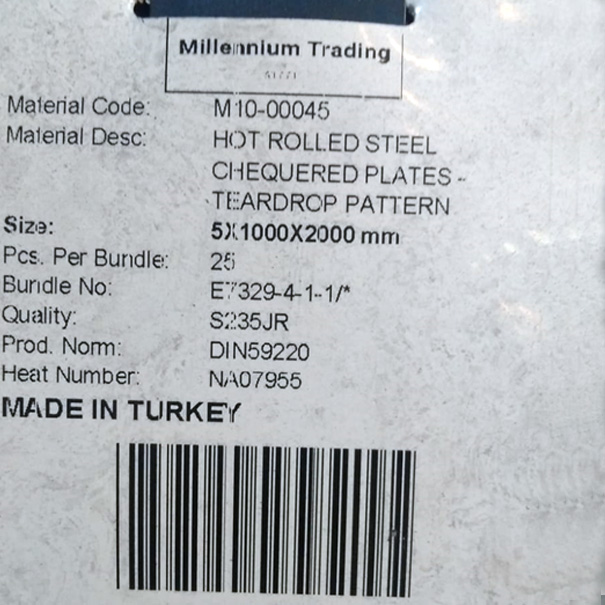 Millennium Trading
Material Code: M10-00045
Material Desc: HOT ROLLED STEEL
CHEQUERED PLATES -
TEARDROP PATTERN
Size: 5X1000X2000 mm
Pcs. Per Bundle: 25
Bundle No: E7329-4-1-1/*
Quality: S235JR
Prod. Norm: DIN59220
Heat Number: NA07955
MADE IN TURKEY